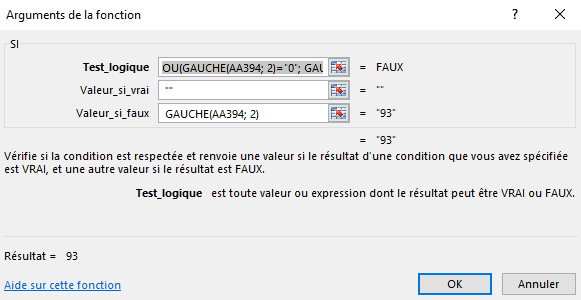 Arguments de la fonction ? ×
SI
Test_logique OU(GAUCHE(AA394; 2)="0"; GAU = FAUX
Valeur_si_vrai "" = ""
Valeur_si_faux GAUCHE(AA394; 2) = "93"
= "93"
Vérifie si la condition est respectée et renvoie une valeur si le résultat d'une condition que vous avez spécifiée
est VRAI, et une autre valeur si le résultat est FAUX.
Test_logique est toute valeur ou expression dont le résultat peut être VRAI ou FAUX.
Résultat = 93
Aide sur cette fonction OK Annuler